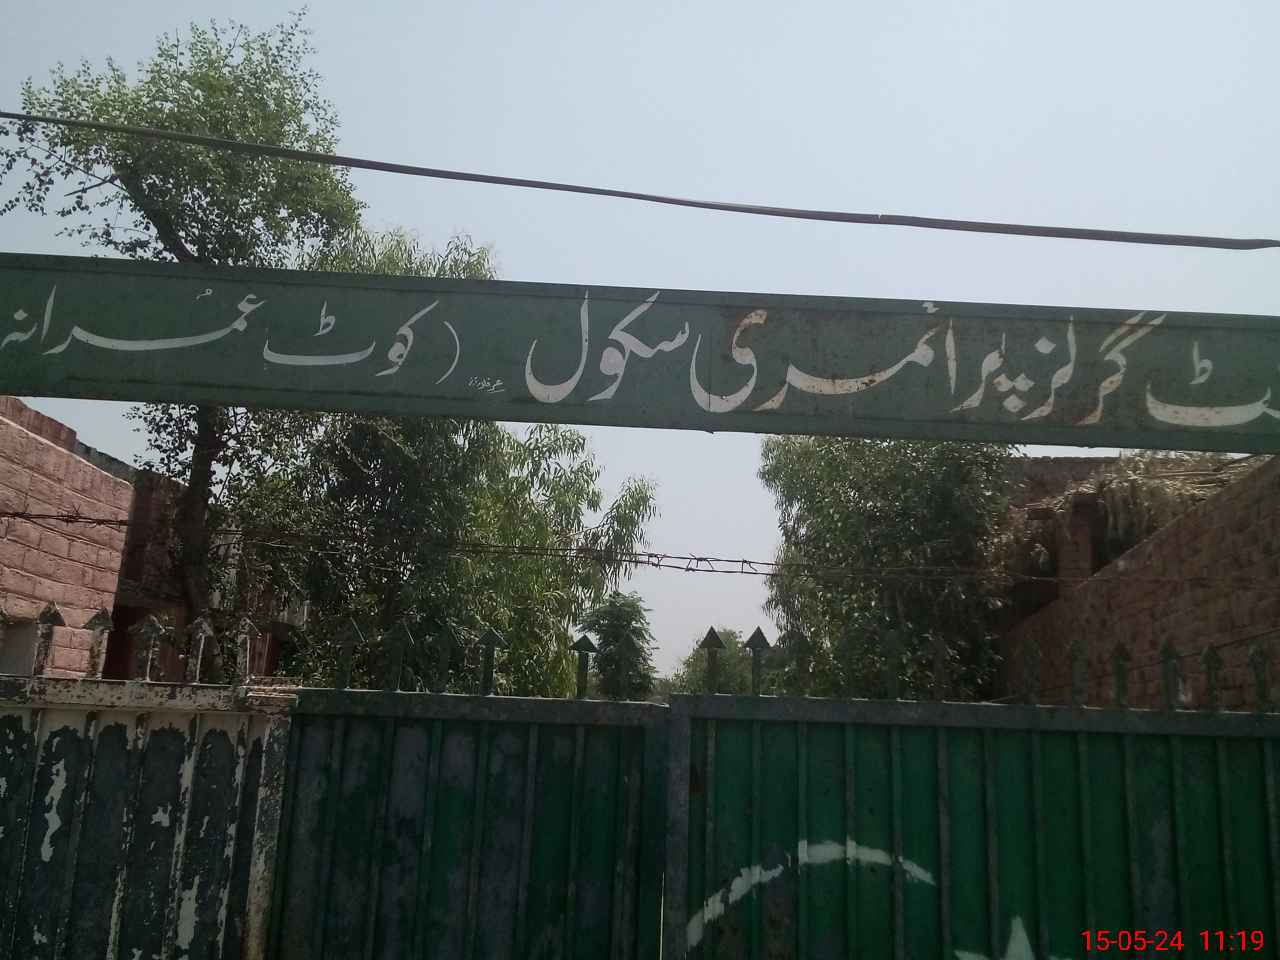 ٹ گرلز پرائمری سکول ( کوٹ عمرانہ
15-05-24 11:19